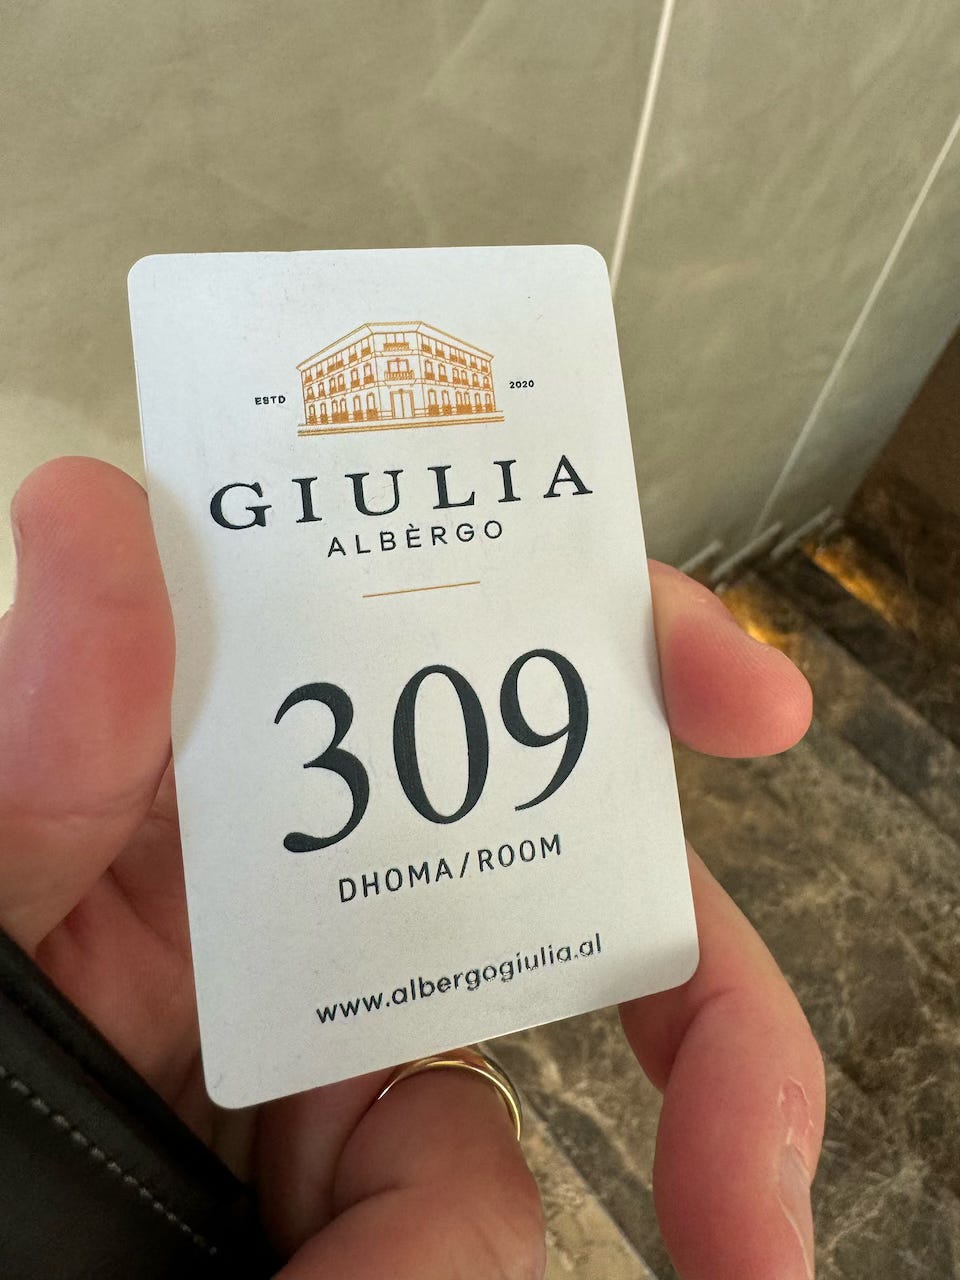 ESTD 2020
GIULIA
ALBÈRGO
309
DHOMA/ROOM
www.albergogiulia.al